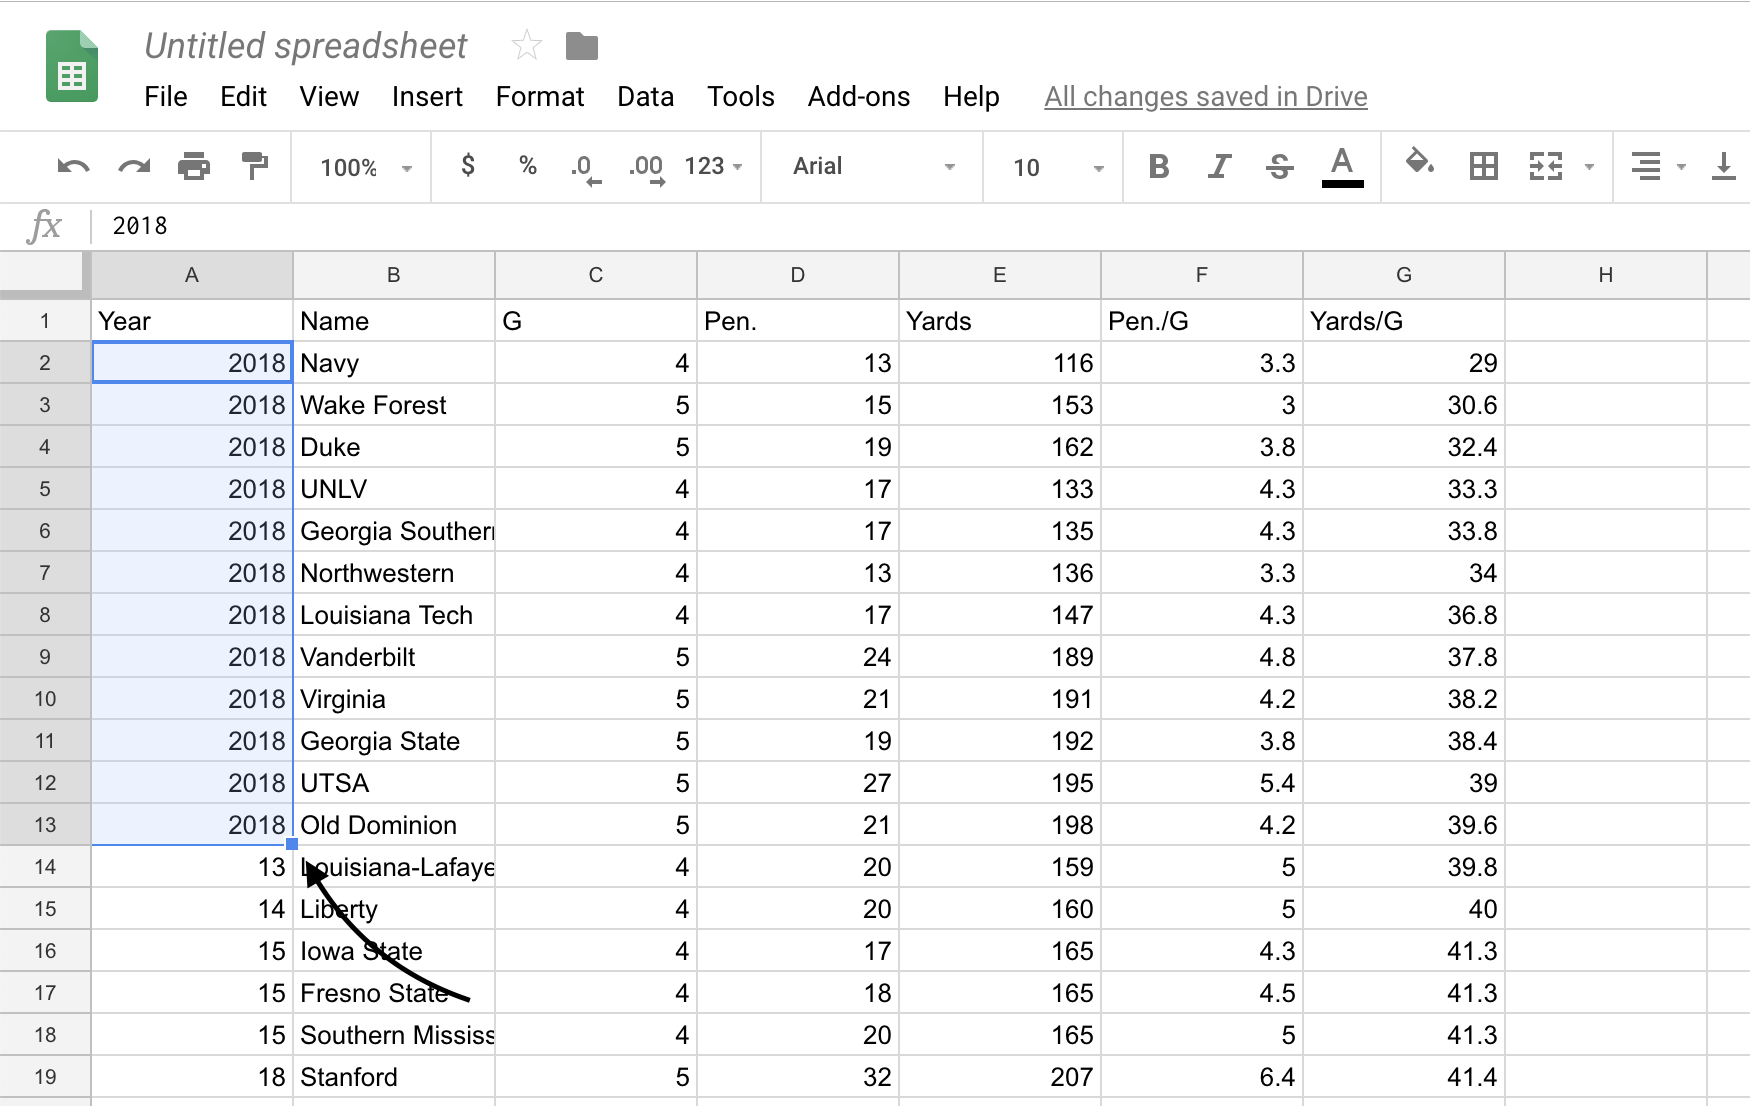 Untitled spreadsheet
File Edit View Insert Format Data Tools Add-ons Help All changes saved in Drive
100% $ % .0 .00 123 Arial 10 B I S A
fx 2018
A B C D E F G H
1 Year Name G Pen. Yards Pen./G Yards/G
2 2018 Navy 4 13 116 3.3 29
3 2018 Wake Forest 5 15 153 3 30.6
4 2018 Duke 5 19 162 3.8 32.4
5 2018 UNLV 4 17 133 4.3 33.3
6 2018 Georgia Southern 4 17 135 4.3 33.8
7 2018 Northwestern 4 13 136 3.3 34
8 2018 Louisiana Tech 4 17 147 4.3 36.8
9 2018 Vanderbilt 5 24 189 4.8 37.8
10 2018 Virginia 5 21 191 4.2 38.2
11 2018 Georgia State 5 19 192 3.8 38.4
12 2018 UTSA 5 27 195 5.4 39
13 2018 Old Dominion 5 21 198 4.2 39.6
14 13 Louisiana-Lafaye 4 20 159 5 39.8
15 14 Liberty 4 20 160 5 40
16 15 Iowa State 4 17 165 4.3 41.3
17 15 Fresno State 4 18 165 4.5 41.3
18 15 Southern Mississ 4 20 165 5 41.3
19 18 Stanford 5 32 207 6.4 41.4